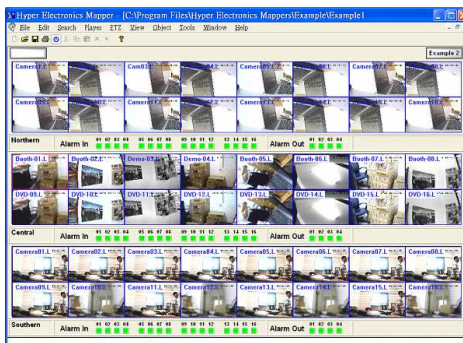 Hyper Electronics Mapper - [C:\Program Files\Hyper Electronics Mappers\Example\Example1
File Edit Search Player PTZ View Object Tools Window Help
Example 2
Cam03.L Camera05.L Camera07.L
Northern Alarm In 01 02 03 04 05 06 07 08 09 10 11 12 13 14 15 16 Alarm Out 01 02 03 04
Booth-01.L Booth-02.L Demo-03.L Demo-04.L Booth-05.L Booth-06.L Booth-07.L Booth-08.L
DVD-09.L DVD-10.L DVD-11.L DVD-12.L DVD-13.L DVD-14.L DVD-15.L DVD-16.L
Central Alarm In 01 02 03 04 05 06 07 08 09 10 11 12 13 14 15 16 Alarm Out 01 02 03 04
Camera01.L Camera02.L Camera03.L Camera04.L Camera05.L Camera06.L Camera07.L Camera08.L
Camera09.L Camera10.L Camera11.L Camera12.L Camera13.L Camera14.L Camera15.L
Southern Alarm In 01 02 03 04 05 06 07 08 09 10 11 12 13 14 15 16 Alarm Out 01 02 03 04